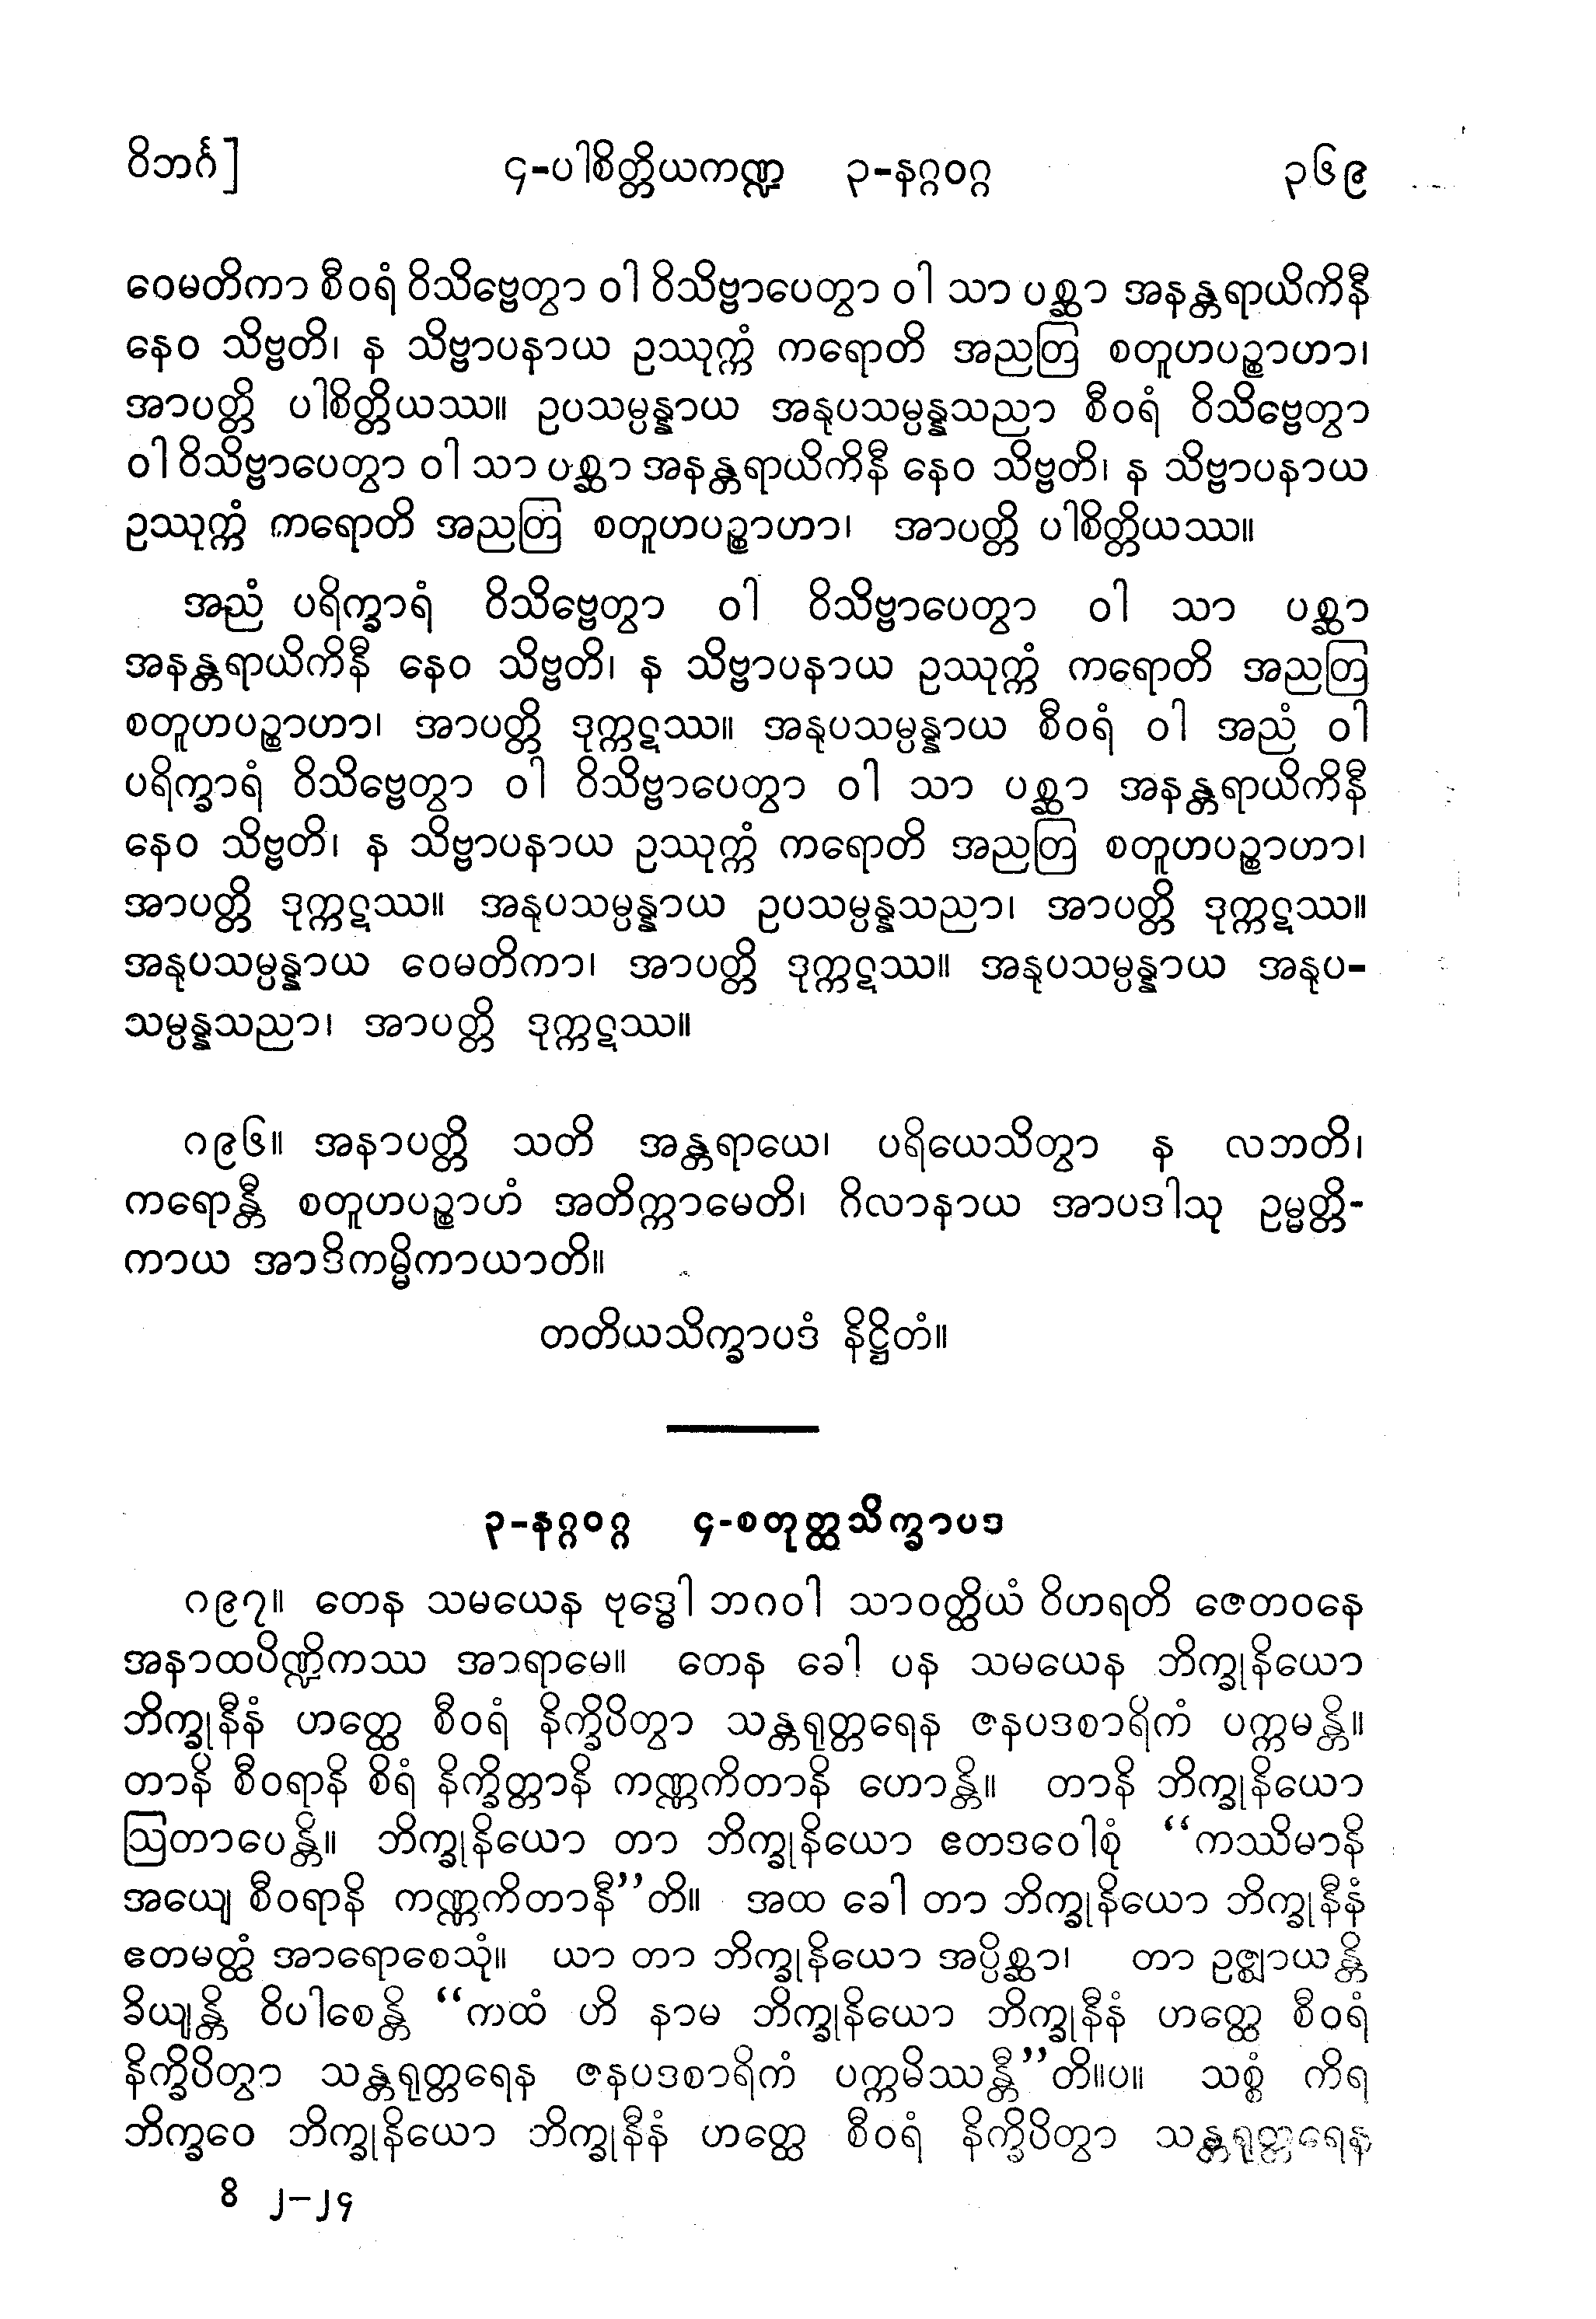 ဝိဘင်္ဂ] ၄-ပါစိတ္တိယကဏ္ဍ ၃-နဂ္ဂဝဂ္ဂ ၃၆၉
ဝေမတိကာ စီဝရံ ဝိသိဗ္ဗေတွာ ဝါ ဝိသိဗ္ဗာပေတွာ ဝါ သာ ပစ္ဆာ အနန္တရာယိကိနီ
နေဝ သိဗ္ဗတိ၊ န သိဗ္ဗာပနာယ ဥဿုက္ကံ ကရောတိ အညတြ စတူဟပဉ္စာဟာ၊
အာပတ္တိ ပါစိတ္တိယဿ။ ဥပသမ္ပန္နာယ အနုပသမ္ပန္နသညာ စီဝရံ ဝိသိဗ္ဗေတွာ
ဝါ ဝိသိဗ္ဗာပေတွာ ဝါ သာ ပစ္ဆာ အနန္တရာယိကိနီ နေဝ သိဗ္ဗတိ၊ န သိဗ္ဗာပနာယ
ဥဿုက္ကံ ကရောတိ အညတြ စတူဟပဉ္စာဟာ၊ အာပတ္တိ ပါစိတ္တိယဿ။
အညံ ပရိက္ခာရံ ဝိသိဗ္ဗေတွာ ဝါ ဝိသိဗ္ဗာပေတွာ ဝါ သာ ပစ္ဆာ
အနန္တရာယိကိနီ နေဝ သိဗ္ဗတိ၊ န သိဗ္ဗာပနာယ ဥဿုက္ကံ ကရောတိ အညတြ
စတူဟပဉ္စာဟာ၊ အာပတ္တိ ဒုက္ကဋဿ။ အနုပသမ္ပန္နာယ စီဝရံ ဝါ အညံ ဝါ
ပရိက္ခာရံ ဝိသိဗ္ဗေတွာ ဝါ ဝိသိဗ္ဗာပေတွာ ဝါ သာ ပစ္ဆာ အနန္တရာယိကိနီ
နေဝ သိဗ္ဗတိ၊ န သိဗ္ဗာပနာယ ဥဿုက္ကံ ကရောတိ အညတြ စတူဟပဉ္စာဟာ၊
အာပတ္တိ ဒုက္ကဋဿ။ အနုပသမ္ပန္နာယ ဥပသမ္ပန္နသညာ၊ အာပတ္တိ ဒုက္ကဋဿ။
အနုပသမ္ပန္နာယ ဝေမတိကာ၊ အာပတ္တိ ဒုက္ကဋဿ။ အနုပသမ္ပန္နာယ အနုပ-
သမ္ပန္နသညာ၊ အာပတ္တိ ဒုက္ကဋဿ။
၈၉၆။ အနာပတ္တိ သတိ အန္တရာယေ၊ ပရိယေသိတွာ န လဘတိ၊
ကရောန္တီ စတူဟပဉ္စာဟံ အတိက္ကာမေတိ၊ ဂိလာနာယ အာပဒါသု ဥမ္မတ္တိ-
ကာယ အာဒိကမ္မိကာယာတိ။
တတိယသိက္ခာပဒံ နိဋ္ဌိတံ။
၃-နဂ္ဂဝဂ္ဂ ၄-စတုတ္ထသိက္ခာပဒ
၈၉၇။ တေန သမယေန ဗုဒ္ဓေါ ဘဂဝါ သာဝတ္ထိယံ ဝိဟရတိ ဇေတဝနေ
အနာထပိဏ္ဍိကဿ အာရာမေ။ တေန ခေါ ပန သမယေန ဘိက္ခုနိယော
ဘိက္ခုနီနံ ဟတ္ထေ စီဝရံ နိက္ခိပိတွာ သန္တရုတ္တရေန ဇနပဒစာရိကံ ပက္ကမန္တိ။
တာနိ စီဝရာနိ စိရံ နိက္ခိတ္တာနိ ကဏ္ဏကိတာနိ ဟောန္တိ။ တာနိ ဘိက္ခုနိယော
ဩတာပေန္တိ။ ဘိက္ခုနိယော တာ ဘိက္ခုနိယော ဧတဒဝေါစုံ “ကဿိမာနိ
အယျေ စီဝရာနိ ကဏ္ဏကိတာနီ”တိ။ အထ ခေါ တာ ဘိက္ခုနိယော ဘိက္ခုနီနံ
ဧတမတ္ထံ အာရောစေသုံ။ ယာ တာ ဘိက္ခုနိယော အပ္ပိစ္ဆာ၊ တာ ဥဇ္ဈာယန္တိ
ခိယျန္တိ ဝိပါစေန္တိ “ကထံ ဟိ နာမ ဘိက္ခုနိယော ဘိက္ခုနီနံ ဟတ္ထေ စီဝရံ
နိက္ခိပိတွာ သန္တရုတ္တရေန ဇနပဒစာရိကံ ပက္ကမိဿန္တီ”တိ။ပ။ သစ္စံ ကိရ
ဘိက္ခဝေ ဘိက္ခုနိယော ဘိက္ခုနီနံ ဟတ္ထေ စီဝရံ နိက္ခိပိတွာ သန္တရုတ္တရေန
ဝိ ၂-၂၄